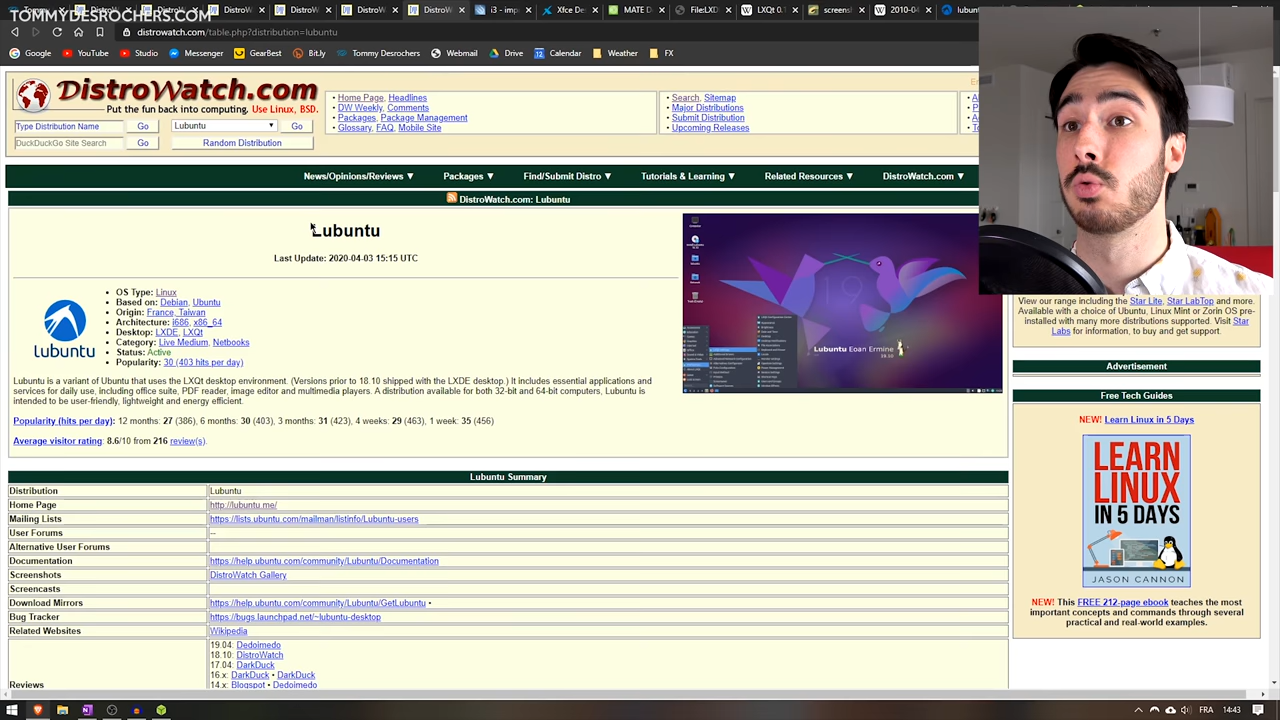 TOMMYDESROCHERS.COM
DistroW
DistroW
DistroW
DistroW
i3 - imp
Xfce De
MATE D
FileLXD
LXQt 0.
screens
2010-04
lubun
distrowatch.com/table.php?distribution=lubuntu
Google
YouTube
Messenger
GearBest
Tommy Desrochers
Webmail
Drive
Calendar
Weather
FX
DistroWatch.com
Put the fun back into computing. Use Linux, BSD.
• Home Page, Headlines
• DW Weekly, Comments
• Packages, Package Management
• Glossary, FAQ, Mobile Site
• Search, Sitemap
• Major Distributions
• Submit Distribution
• Upcoming Releases
Type Distribution Name
Go
Lubuntu
Go
DuckDuckGo Site Search
Go
Random Distribution
News/Opinions/Reviews ▼
Packages ▼
Find/Submit Distro ▼
Tutorials & Learning ▼
Related Resources ▼
DistroWatch.com ▼
DistroWatch.com: Lubuntu
Lubuntu
Last Update: 2020-04-03 15:15 UTC
lubuntu
• OS Type: Linux
• Based on: Debian, Ubuntu
• Origin: France, Taiwan
• Architecture: i686, x86_64
• Desktop: LXDE, LXQt
• Category: Live Medium, Netbooks
• Status: Active
• Popularity: 30 (403 hits per day)
Lubuntu Eoan Ermine
19.10
Lubuntu is a variant of Ubuntu that uses the LXQt desktop environment. (Versions prior to 18.10 shipped with the LXDE desktop.) It includes essential applications and
services for daily use, including office suite, PDF reader, image editor and multimedia players. A distribution available for both 32-bit and 64-bit computers, Lubuntu is
intended to be user-friendly, lightweight and energy efficient.
Popularity (hits per day): 12 months: 27 (386), 6 months: 30 (403), 3 months: 31 (423), 4 weeks: 29 (463), 1 week: 35 (456)
Average visitor rating: 8.6/10 from 216 review(s).
Lubuntu Summary
Distribution Lubuntu
Home Page http://lubuntu.me/
Mailing Lists https://lists.ubuntu.com/mailman/listinfo/Lubuntu-users
User Forums --
Alternative User Forums
Documentation https://help.ubuntu.com/community/Lubuntu/Documentation
Screenshots DistroWatch Gallery
Screencasts
Download Mirrors https://help.ubuntu.com/community/Lubuntu/GetLubuntu •
Bug Tracker https://bugs.launchpad.net/~lubuntu-desktop
Related Websites Wikipedia
19.04: Dedoimedo
18.10: DistroWatch
17.04: DarkDuck
16.x: DarkDuck • DarkDuck
Reviews 14.x: Blogspot • Dedoimedo
View our range including the Star Lite, Star LabTop and more.
Available with a choice of Ubuntu, Linux Mint or Zorin OS pre-
installed with many more distributions supported. Visit Star
Labs for information, to buy and get support.
Advertisement
Free Tech Guides
NEW! Learn Linux in 5 Days
LEARN
LINUX
IN 5 DAYS
JASON CANNON
NEW! This FREE 212-page ebook teaches the most
important concepts and commands through several
practical and real-world examples.
FRA
14:43